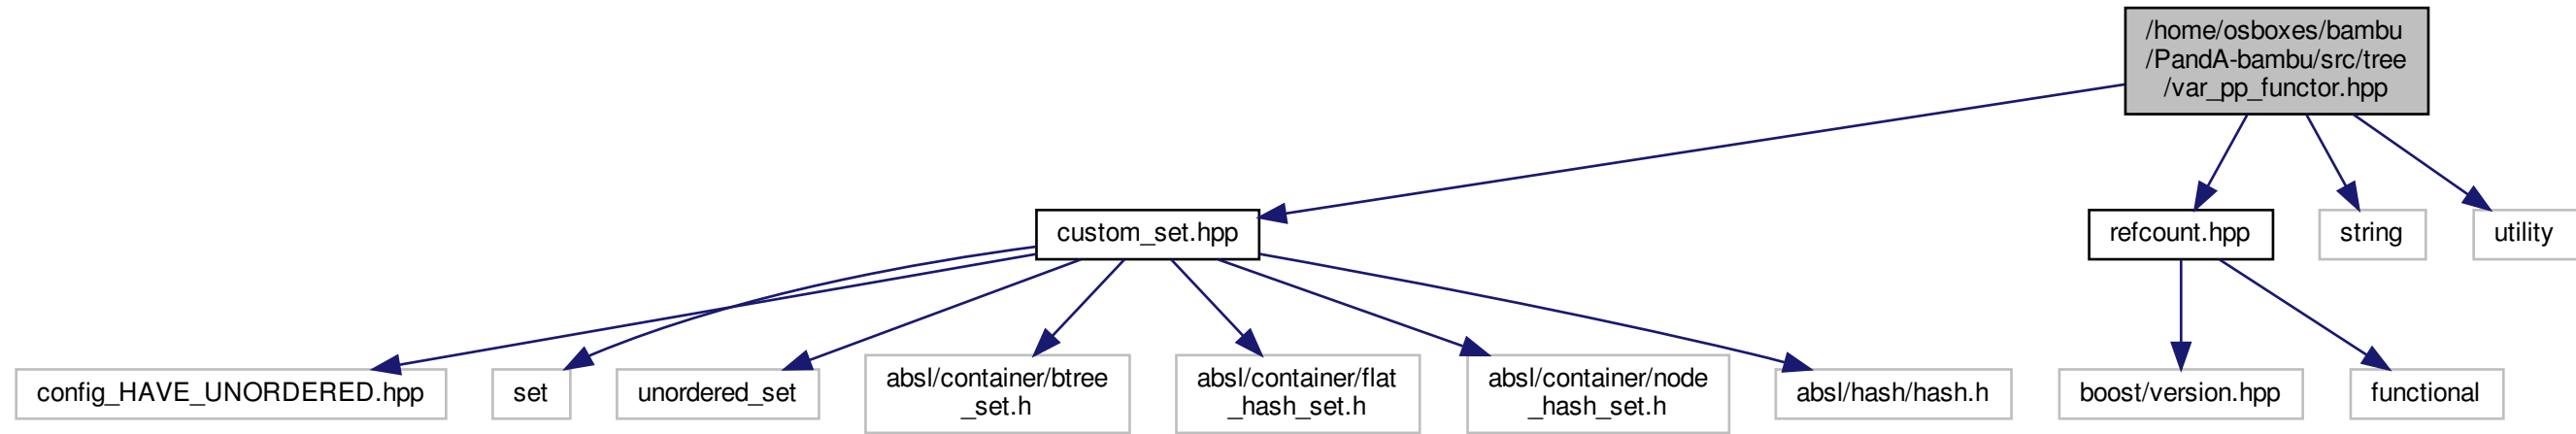 /home/osboxes/bambu
/PandA-bambu/src/tree
/var_pp_functor.hpp
custom_set.hpp
refcount.hpp
string
utility
config_HAVE_UNORDERED.hpp
set
unordered_set
absl/container/btree
_set.h
absl/container/flat
_hash_set.h
absl/container/node
_hash_set.h
absl/hash/hash.h
boost/version.hpp
functional